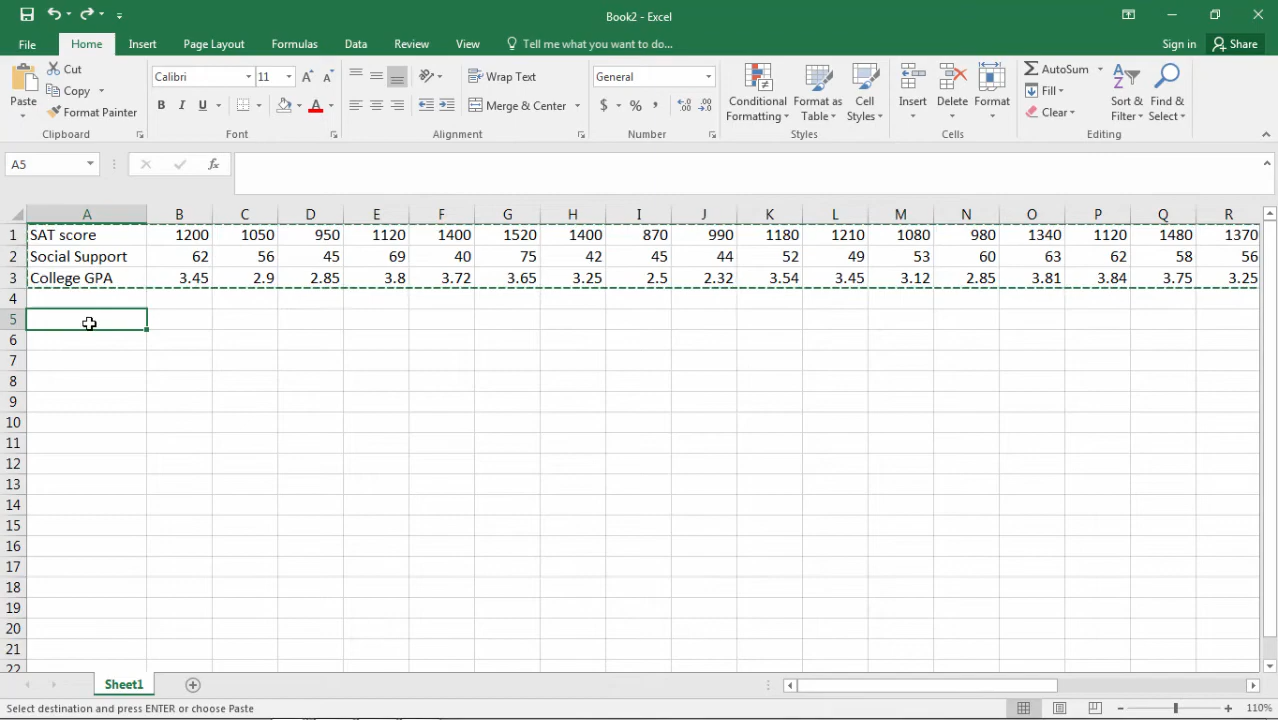 Book2 - Excel
File Home Insert Page Layout Formulas Data Review View Tell me what you want to do... Sign in Share
Paste Cut Copy Format Painter Clipboard
Calibri 11 A A B I U A Font
Wrap Text Merge & Center Alignment
General $ % , Number
Conditional Formatting Format as Table Cell Styles Styles
Insert Delete Format Cells
AutoSum Fill Clear Sort & Filter Find & Select Editing
A5 fx
A B C D E F G H I J K L M N O P Q R
1 SAT score 1200 1050 950 1120 1400 1520 1400 870 990 1180 1210 1080 980 1340 1120 1480 1370
2 Social Support 62 56 45 69 40 75 42 45 44 52 49 53 60 63 62 58 56
3 College GPA 3.45 2.9 2.85 3.8 3.72 3.65 3.25 2.5 2.32 3.54 3.45 3.12 2.85 3.81 3.84 3.75 3.25
4
5
6
7
8
9
10
11
12
13
14
15
16
17
18
19
20
21
22
Sheet1
Select destination and press ENTER or choose Paste 110%